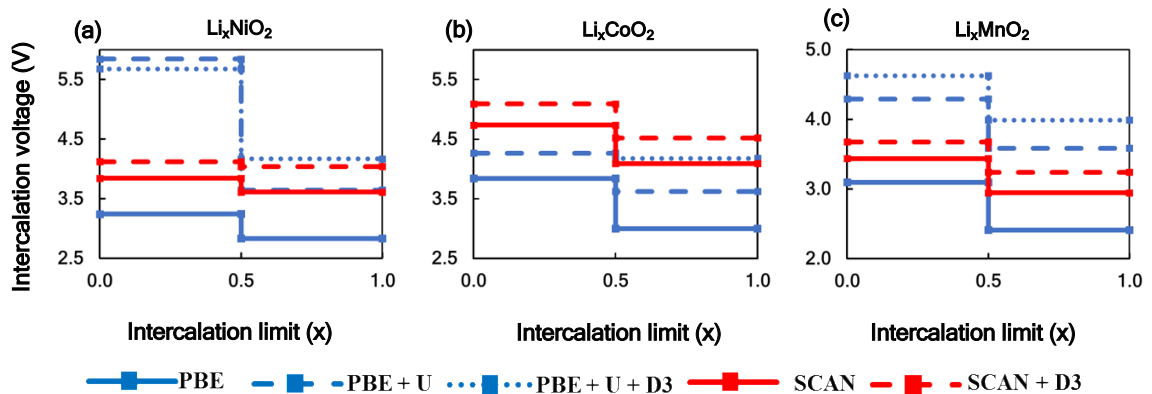 (a) LiₓNiO₂
(b) LiₓCoO₂
(c) LiₓMnO₂
Intercalation voltage (V)
5.5
4.5
3.5
2.5
0.0 0.5 1.0
5.5
4.5
3.5
2.5
0.0 0.5 1.0
5.0
4.0
3.0
2.0
0.0 0.5 1.0
Intercalation limit (x)
Intercalation limit (x)
Intercalation limit (x)
PBE PBE + U PBE + U + D3 SCAN SCAN + D3